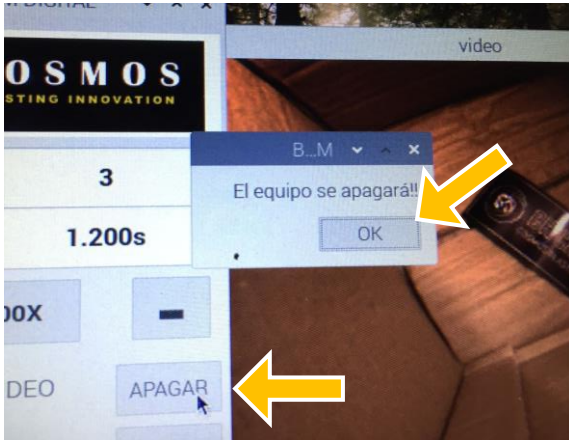 DIGITAL
video
OSMOS
STING INNOVATION
B...M
3
El equipo se apagará!!
1.200s
OK
00X
DEO
APAGAR